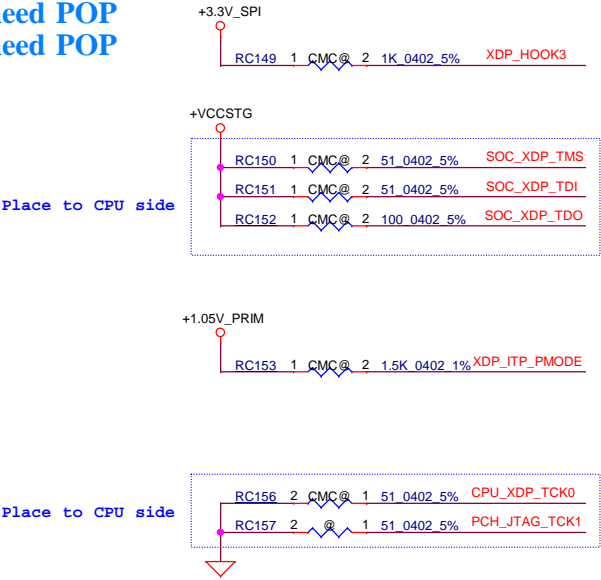 need POP
need POP
+3.3V_SPI
RC149 1 CMC@ 2 1K_0402_5% XDP_HOOK3
+VCCSTG
RC150 1 CMC@ 2 51_0402_5% SOC_XDP_TMS
RC151 1 CMC@ 2 51_0402_5% SOC_XDP_TDI
Place to CPU side
RC152 1 CMC@ 2 100_0402_5% SOC_XDP_TDO
+1.05V_PRIM
RC153 1 CMC@ 2 1.5K_0402_1% XDP_ITP_PMODE
RC156 2 CMC@ 1 51_0402_5% CPU_XDP_TCK0
Place to CPU side
RC157 2 @ 1 51_0402_5% PCH_JTAG_TCK1